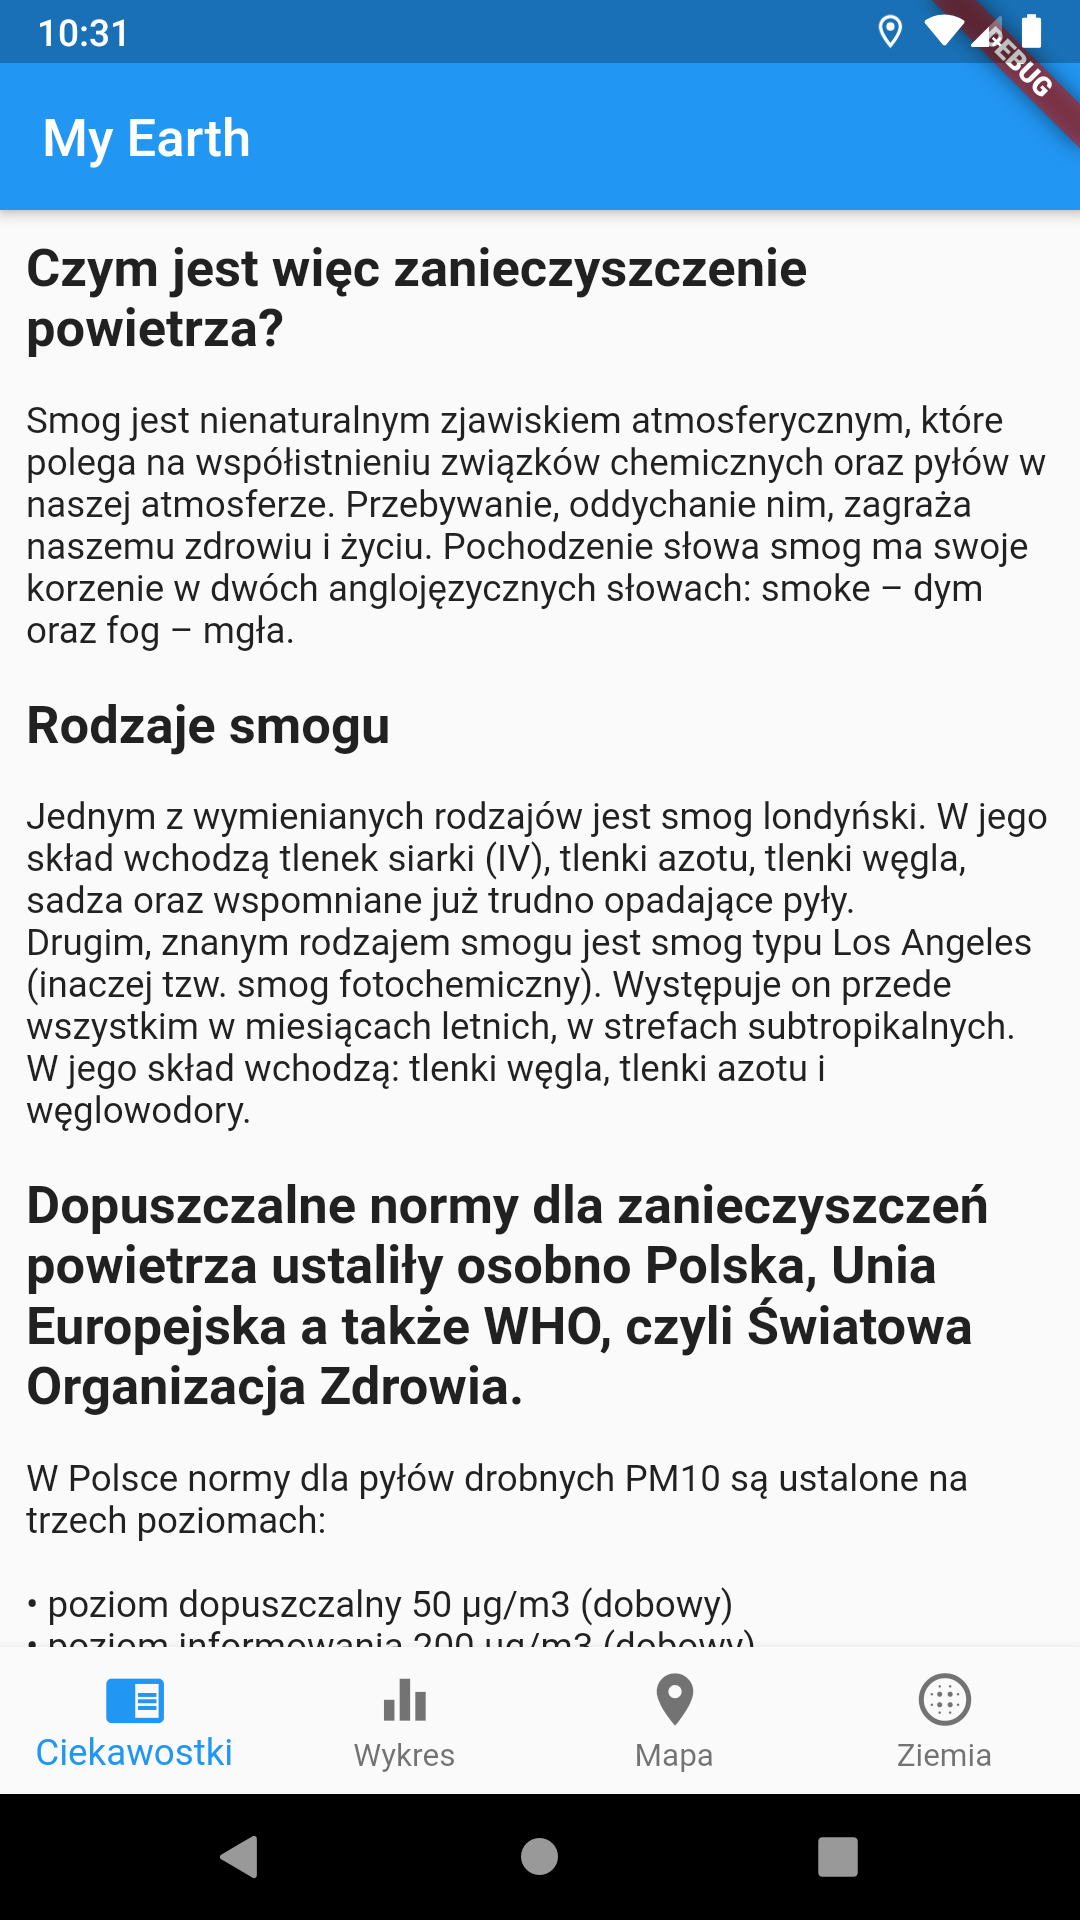 10:31
DEBUG
My Earth
Czym jest więc zanieczyszczenie
powietrza?
Smog jest nienaturalnym zjawiskiem atmosferycznym, które
polega na współistnieniu związków chemicznych oraz pyłów w
naszej atmosferze. Przebywanie, oddychanie nim, zagraża
naszemu zdrowiu i życiu. Pochodzenie słowa smog ma swoje
korzenie w dwóch anglojęzycznych słowach: smoke – dym
oraz fog – mgła.
Rodzaje smogu
Jednym z wymienianych rodzajów jest smog londyński. W jego
skład wchodzą tlenek siarki (IV), tlenki azotu, tlenki węgla,
sadza oraz wspomniane już trudno opadające pyły.
Drugim, znanym rodzajem smogu jest smog typu Los Angeles
(inaczej tzw. smog fotochemiczny). Występuje on przede
wszystkim w miesiącach letnich, w strefach subtropikalnych.
W jego skład wchodzą: tlenki węgla, tlenki azotu i
węglowodory.
Dopuszczalne normy dla zanieczyszczeń
powietrza ustaliły osobno Polska, Unia
Europejska a także WHO, czyli Światowa
Organizacja Zdrowia.
W Polsce normy dla pyłów drobnych PM10 są ustalone na
trzech poziomach:
• poziom dopuszczalny 50 µg/m3 (dobowy)
• poziom informowania 200 µg/m3 (dobowy)
Ciekawostki
Wykres
Mapa
Ziemia